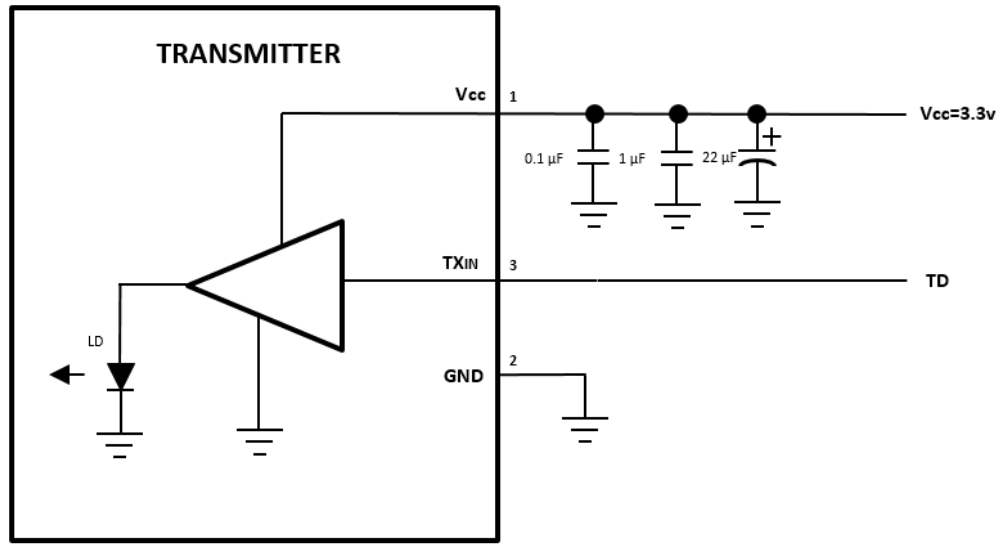 TRANSMITTER
Vcc 1
Vcc=3.3v
+
0.1 µF 1 µF 22 µF
TXIN 3
TD
LD
2
GND